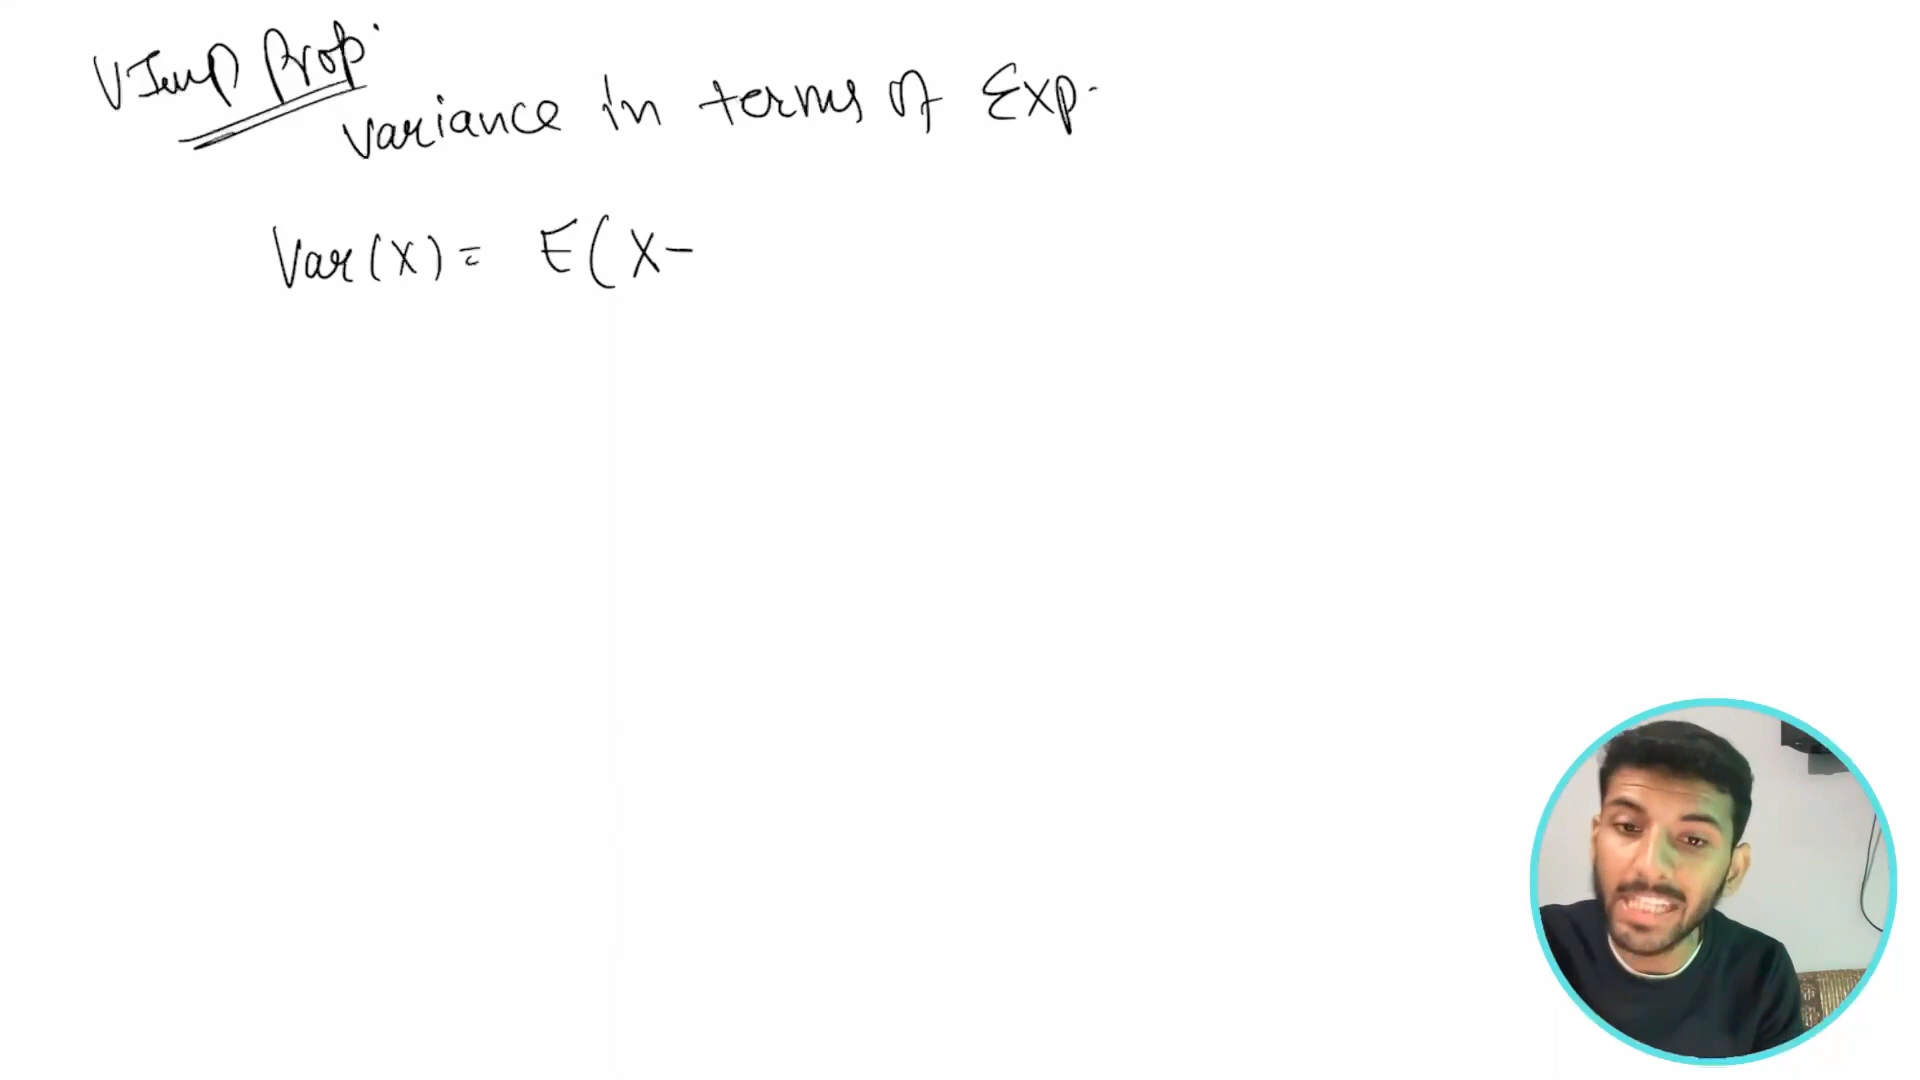 VImp Prop.
variance in terms of Exp.
Var(X) = E(X-